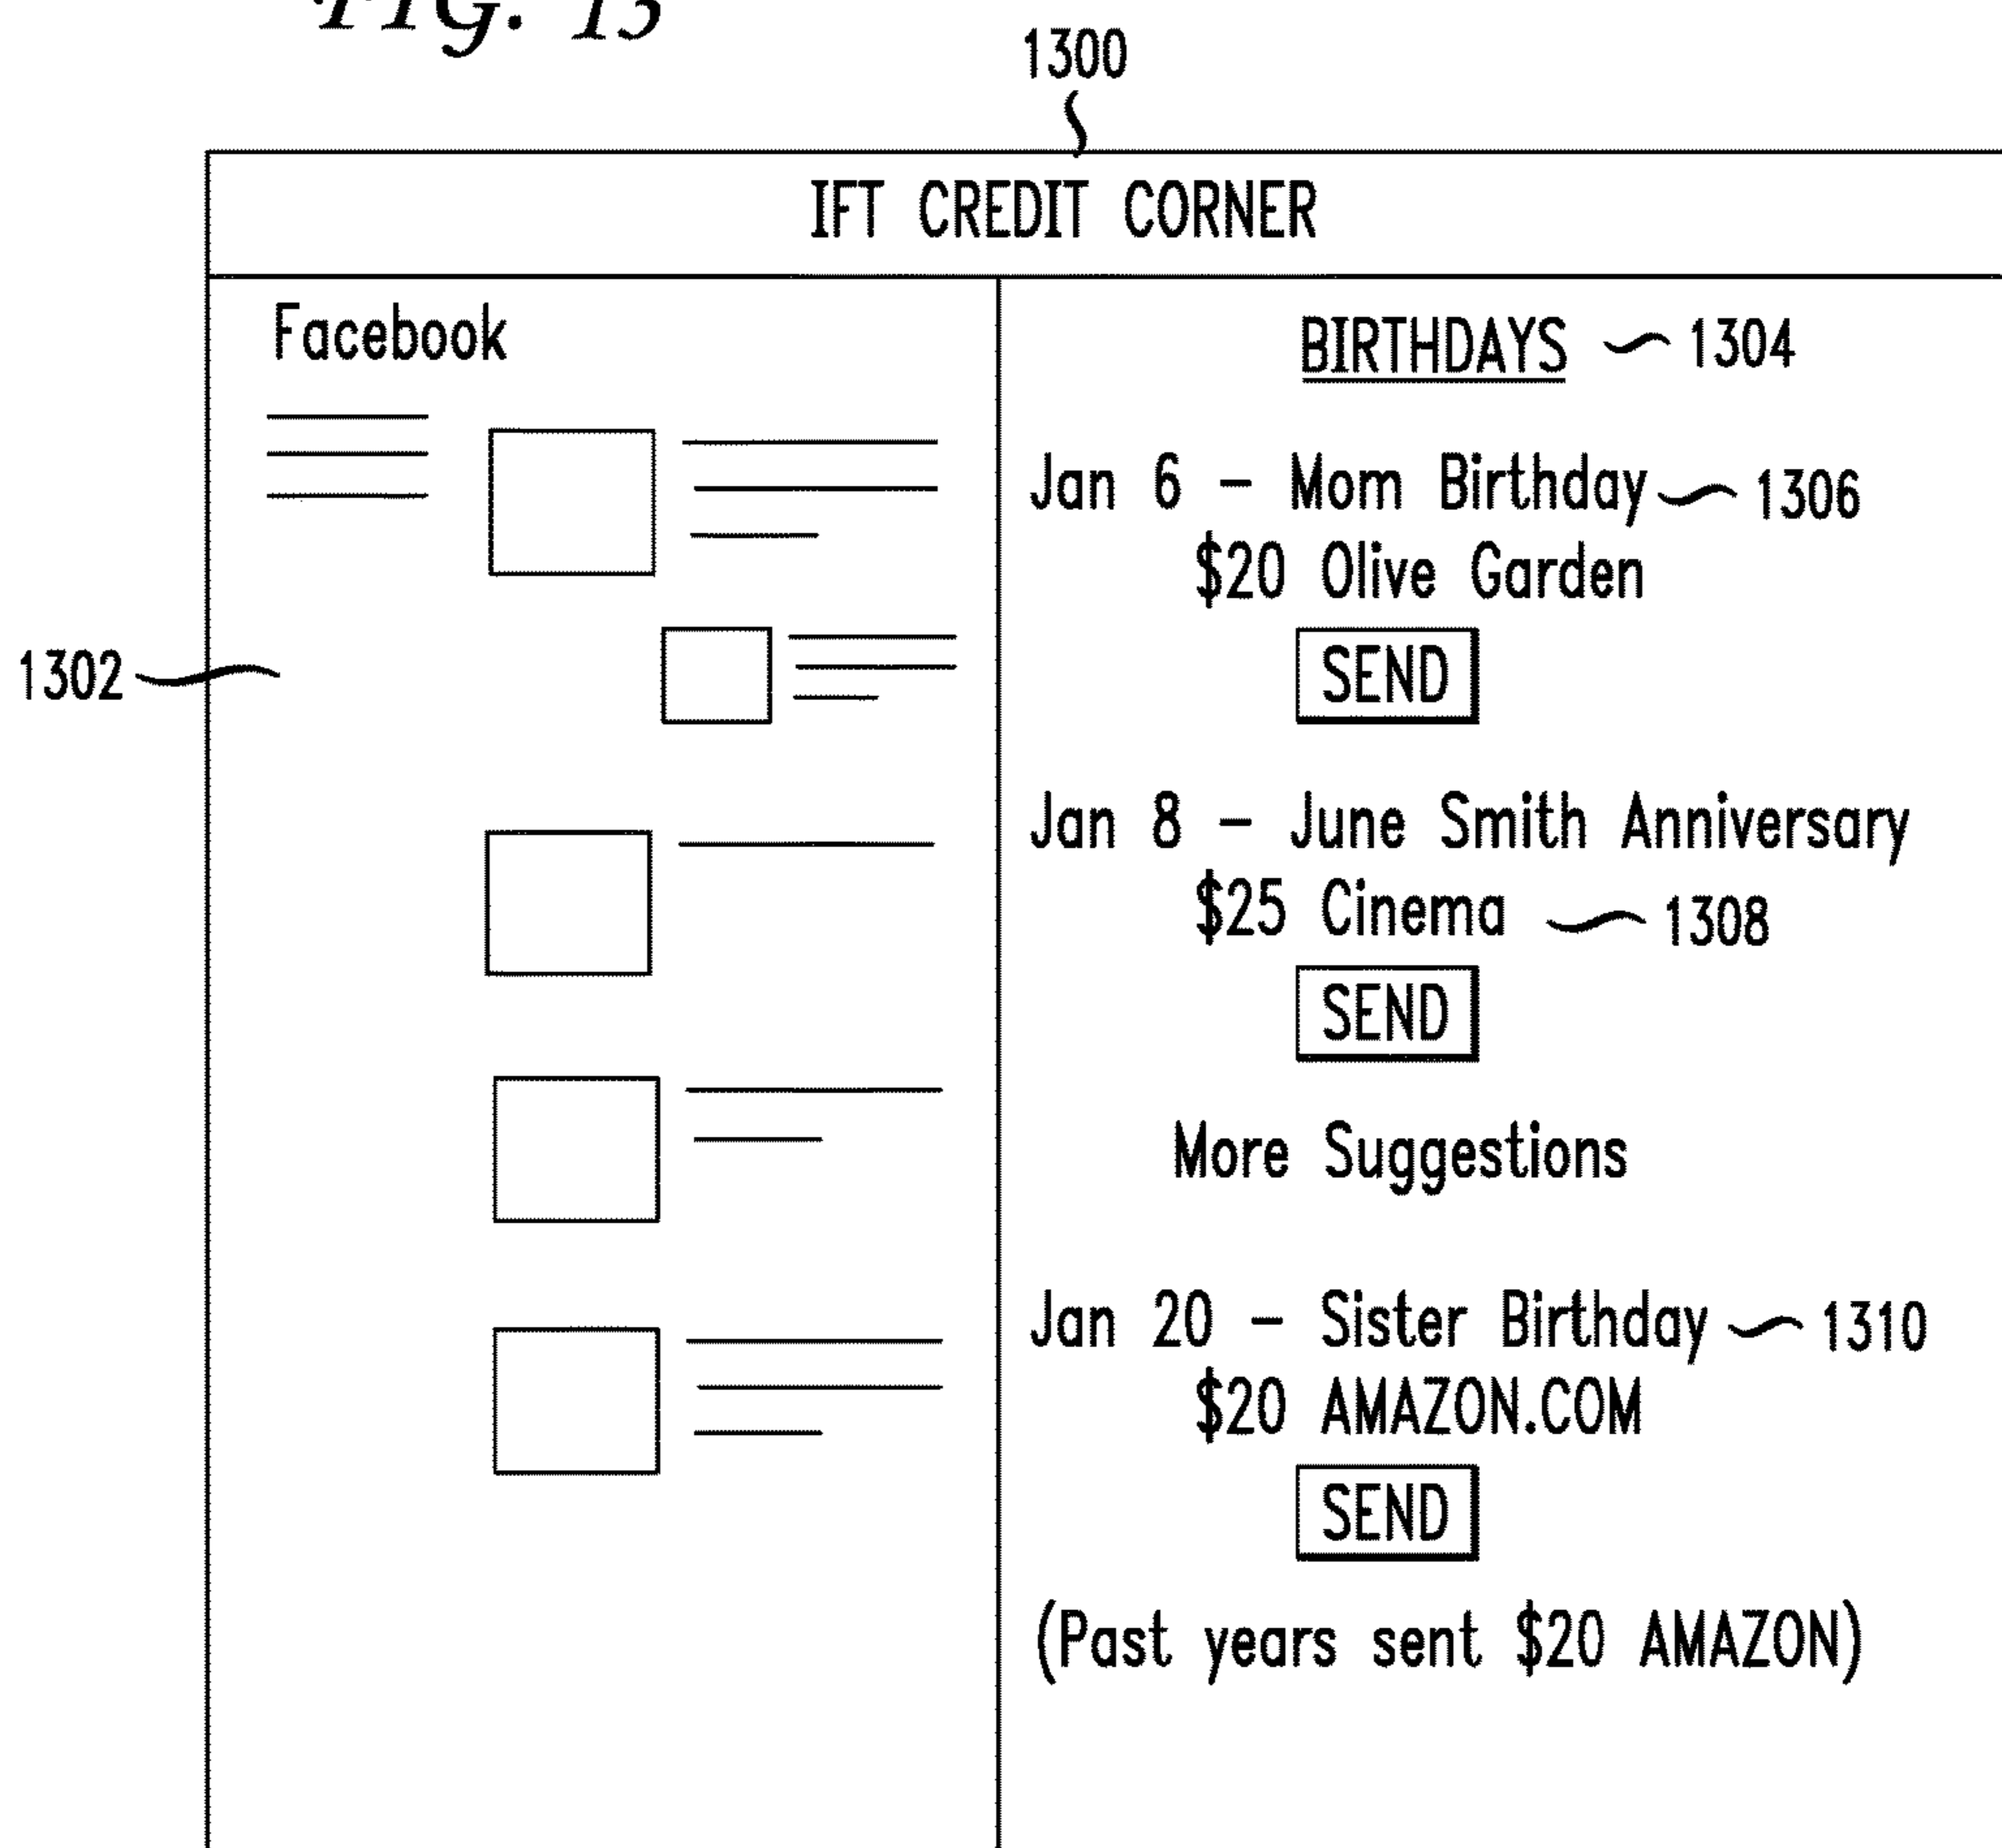 FIG. 13
1300
IFT CREDIT CORNER
Facebook
1302
BIRTHDAYS 1304
Jan 6 - Mom Birthday 1306
$20 Olive Garden
SEND
Jan 8 - June Smith Anniversary
$25 Cinema 1308
SEND
More Suggestions
Jan 20 - Sister Birthday 1310
$20 AMAZON.COM
SEND
(Past years sent $20 AMAZON)